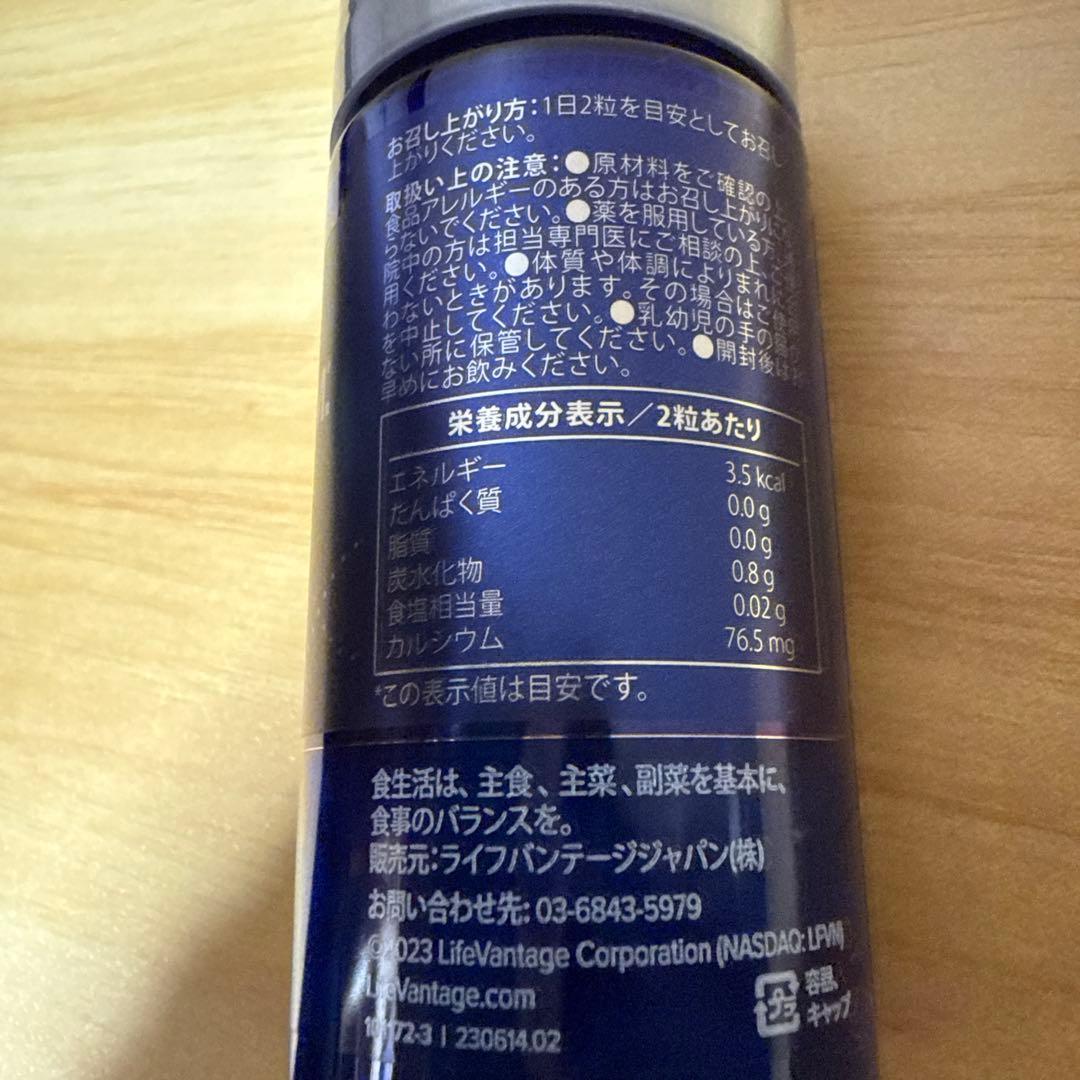 お召し上がり方：1日2粒を目安としてお召し
上がりください。
取扱い上の注意：●原材料をご確認の上
食品アレルギーのある方はお召し上がりにな
らないでください。●薬を服用している方
院中の方は担当専門医にご相談の上、
用ください。●体質や体調によりまれに
わないときがあります。その場合はご使用
を中止してください。●乳幼児の手の
ない所に保管してください。●開封後はお
早めにお飲みください。
栄養成分表示／2粒あたり
エネルギー 3.5 kcal
たんぱく質 0.0 g
脂質 0.0 g
炭水化物 0.8 g
食塩相当量 0.02 g
カルシウム 76.5 mg
*この表示値は目安です。
食生活は、主食、主菜、副菜を基本に、
食事のバランスを。
販売元：ライフバンテージジャパン(株)
お問い合わせ先: 03-6843-5979
©2023 LifeVantage Corporation (NASDAQ: LFVN)
LifeVantage.com
230614.02
プラ
容器、
キャップ